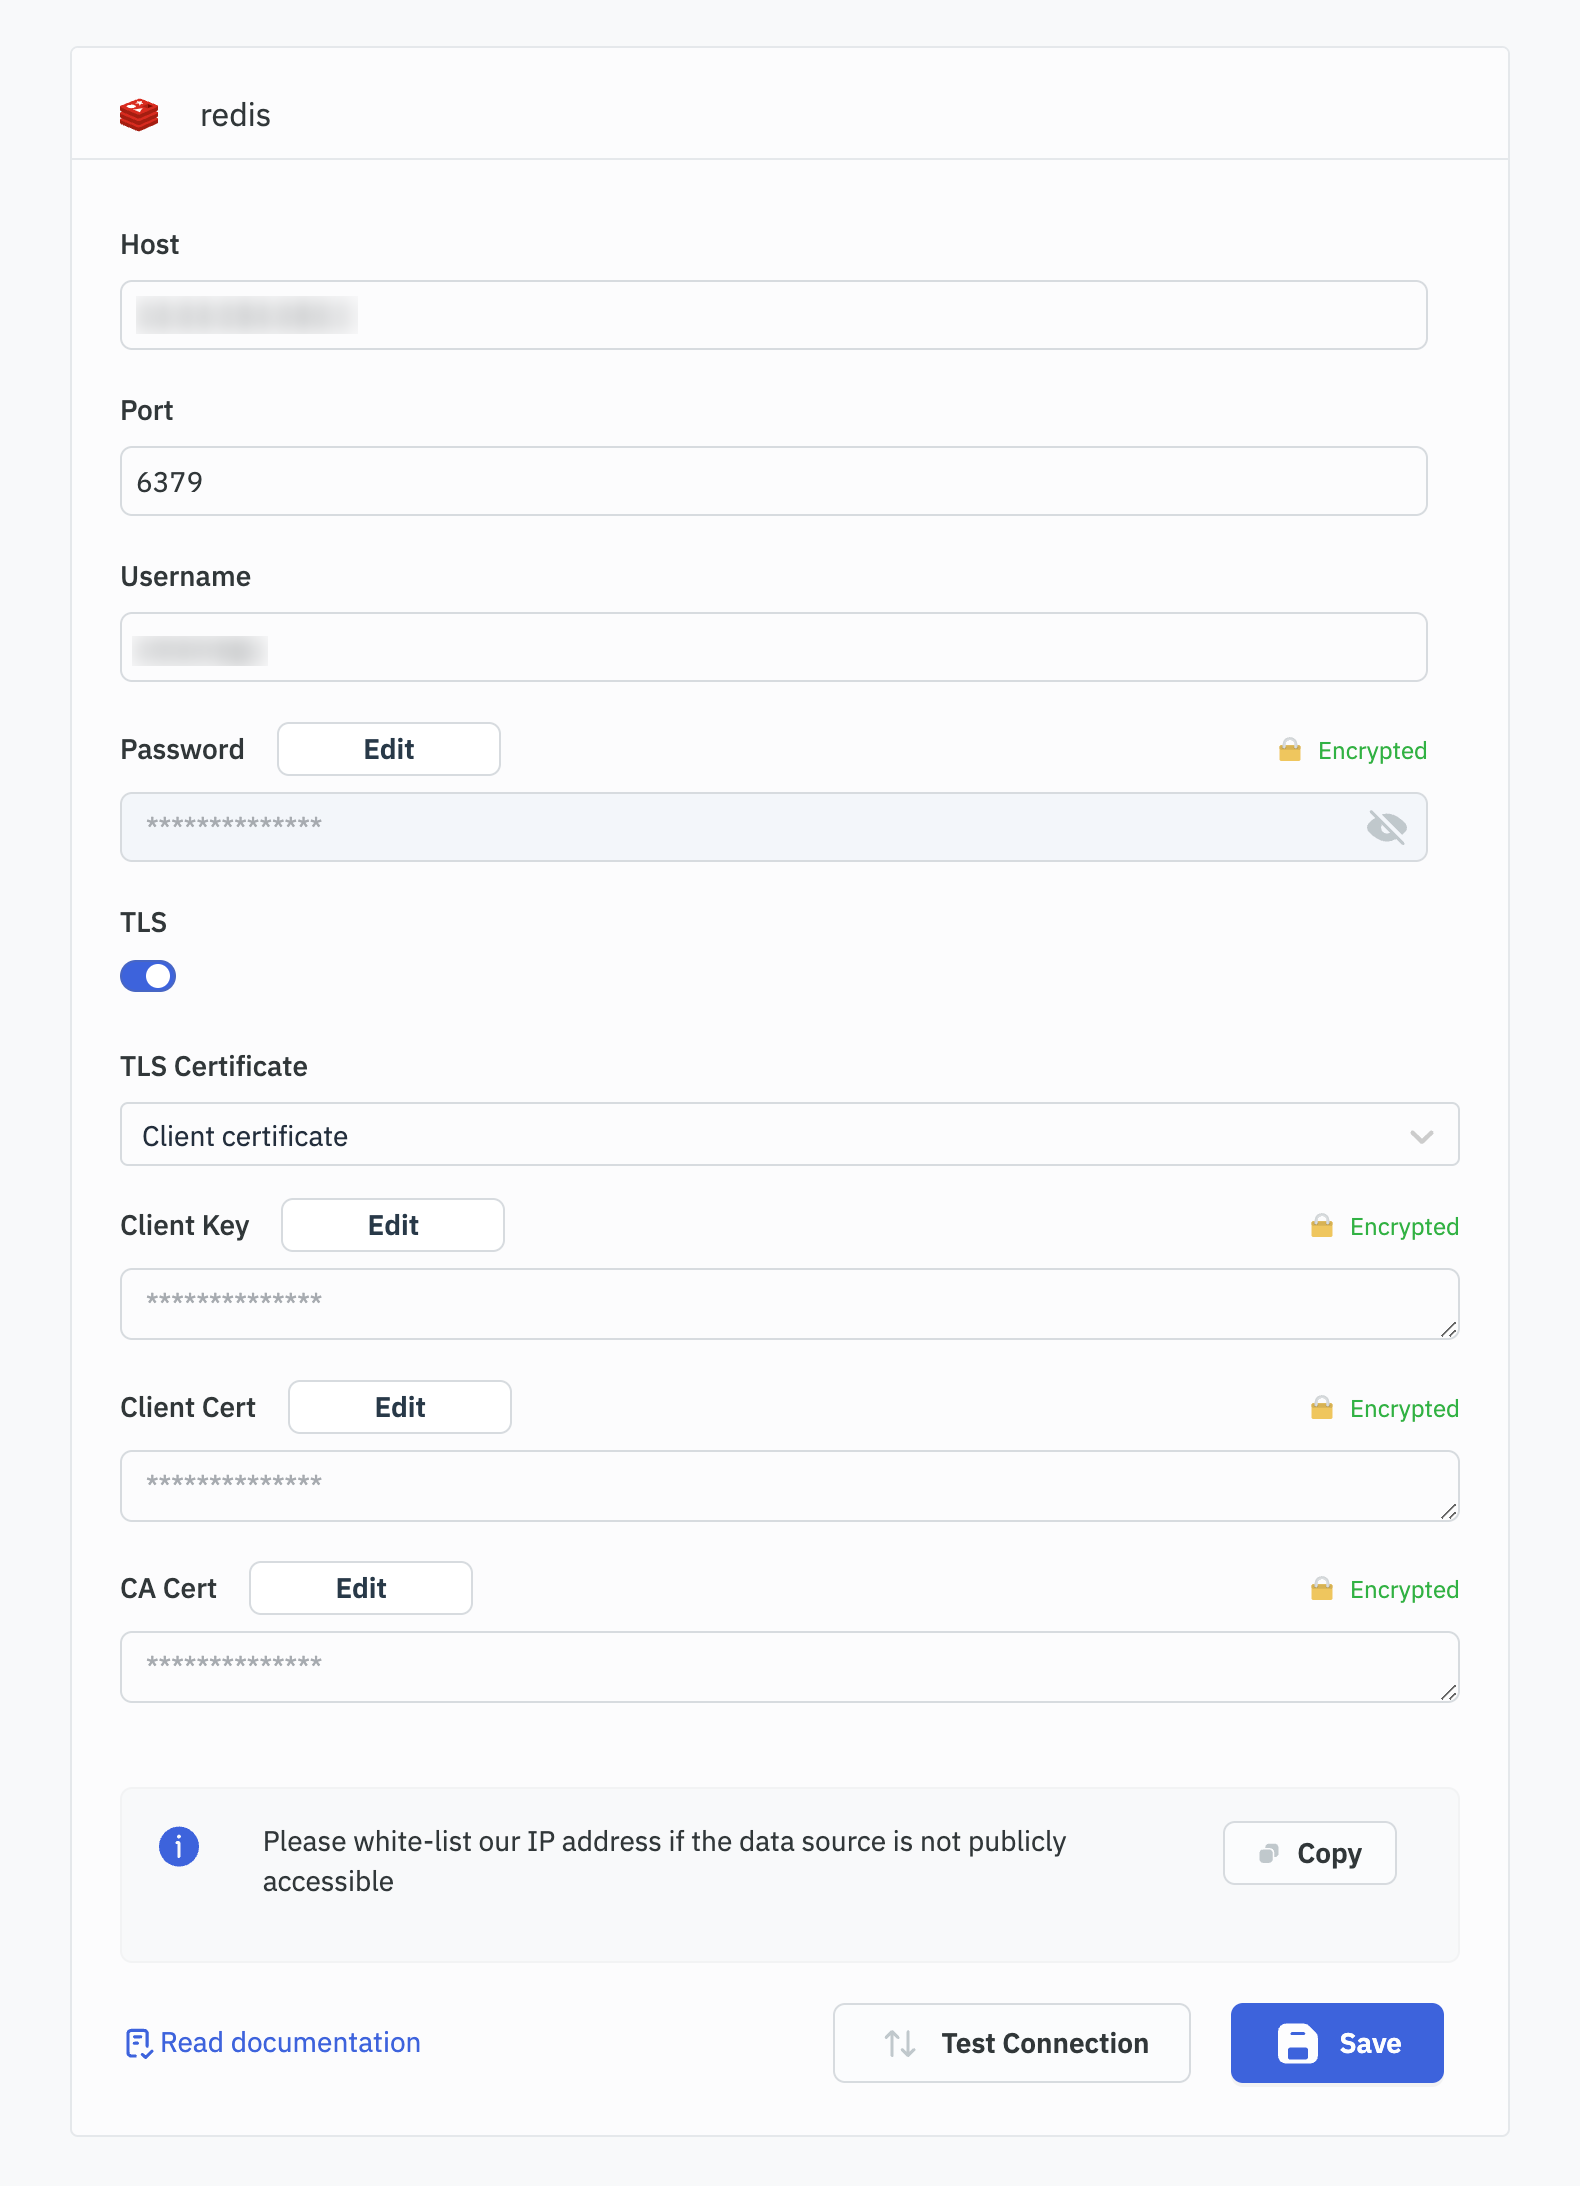 redis
Host
Port
6379
Username
Password Edit Encrypted
**************
TLS
TLS Certificate
Client certificate
Client Key Edit Encrypted
**************
Client Cert Edit Encrypted
**************
CA Cert Edit Encrypted
**************
Please white-list our IP address if the data source is not publicly
accessible
Copy
Read documentation Test Connection Save